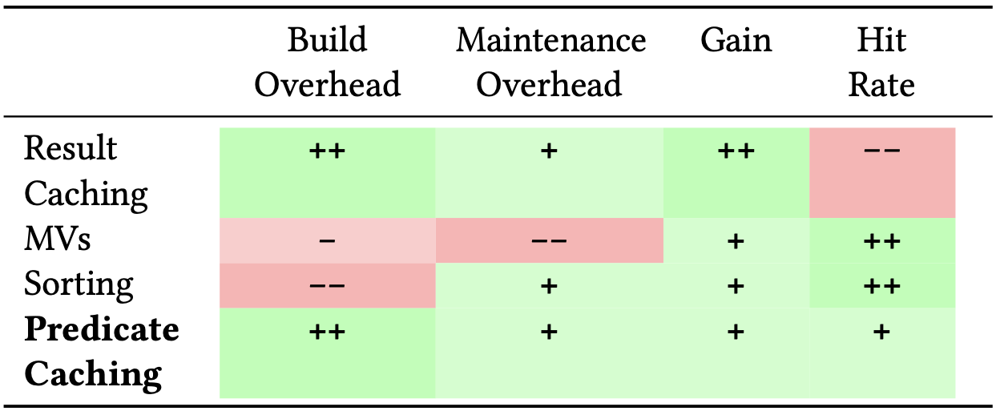 Build Maintenance Gain Hit
Overhead Overhead Rate
Result ++ + ++ −−
Caching
MVs − −− + ++
Sorting −− + + ++
Predicate ++ + + +
Caching